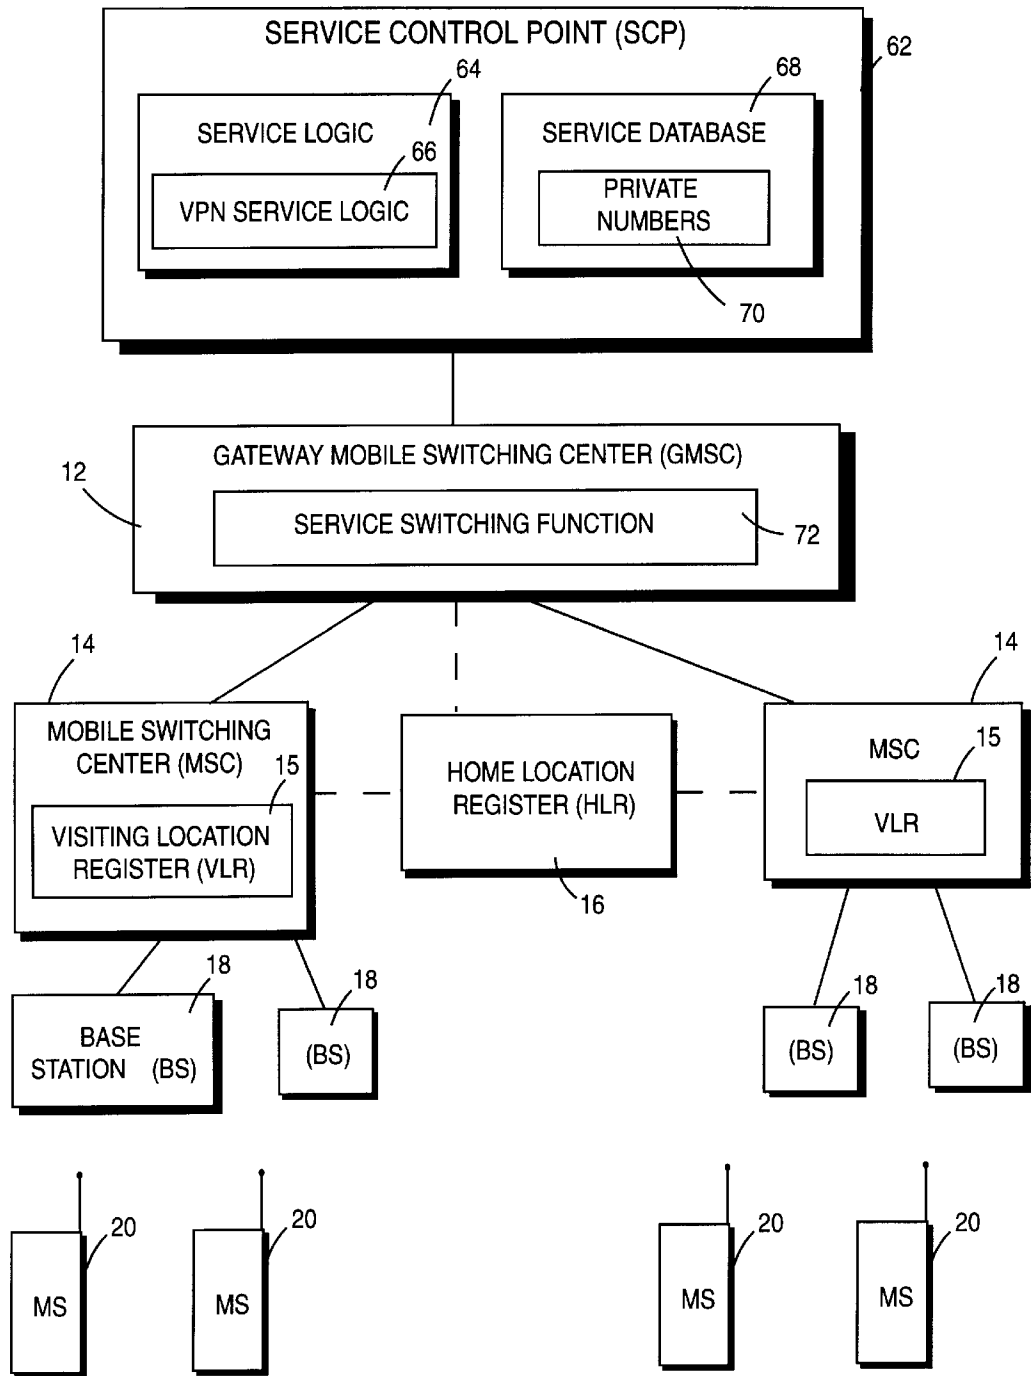 SERVICE CONTROL POINT (SCP)
62
64
68
SERVICE LOGIC
66
VPN SERVICE LOGIC
SERVICE DATABASE
PRIVATE
NUMBERS
70
GATEWAY MOBILE SWITCHING CENTER (GMSC)
12
SERVICE SWITCHING FUNCTION
72
14
MOBILE SWITCHING
CENTER (MSC)
15
VISITING LOCATION
REGISTER (VLR)
HOME LOCATION
REGISTER (HLR)
16
14
MSC
15
VLR
18
BASE
STATION (BS)
18
(BS)
18
(BS)
18
(BS)
20
MS
20
MS
20
MS
20
MS